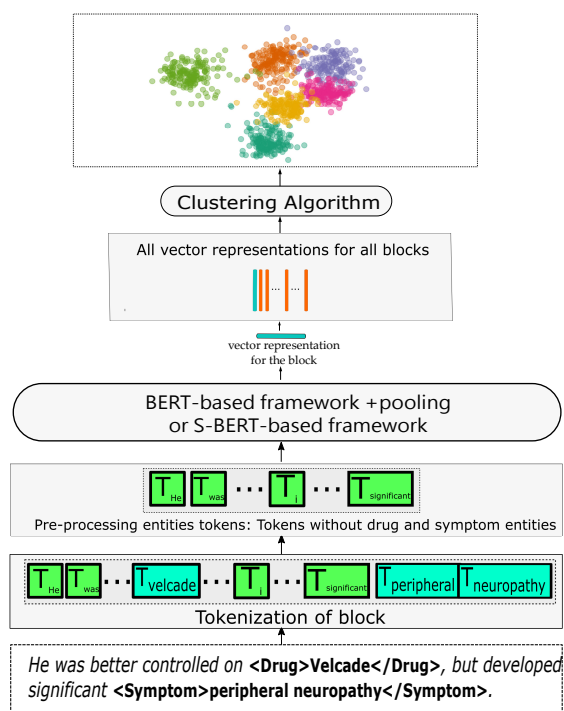 Clustering Algorithm
All vector representations for all blocks
... ...
vector representation
for the block
BERT-based framework +pooling
or S-BERT-based framework
T He T was ... T i ... T significant
Pre-processing entities tokens: Tokens without drug and symptom entities
T He T was ... T velcade ... T i ... T significant T peripheral T neuropathy
Tokenization of block
He was better controlled on <Drug>Velcade</Drug>, but developed
significant <Symptom>peripheral neuropathy</Symptom>.